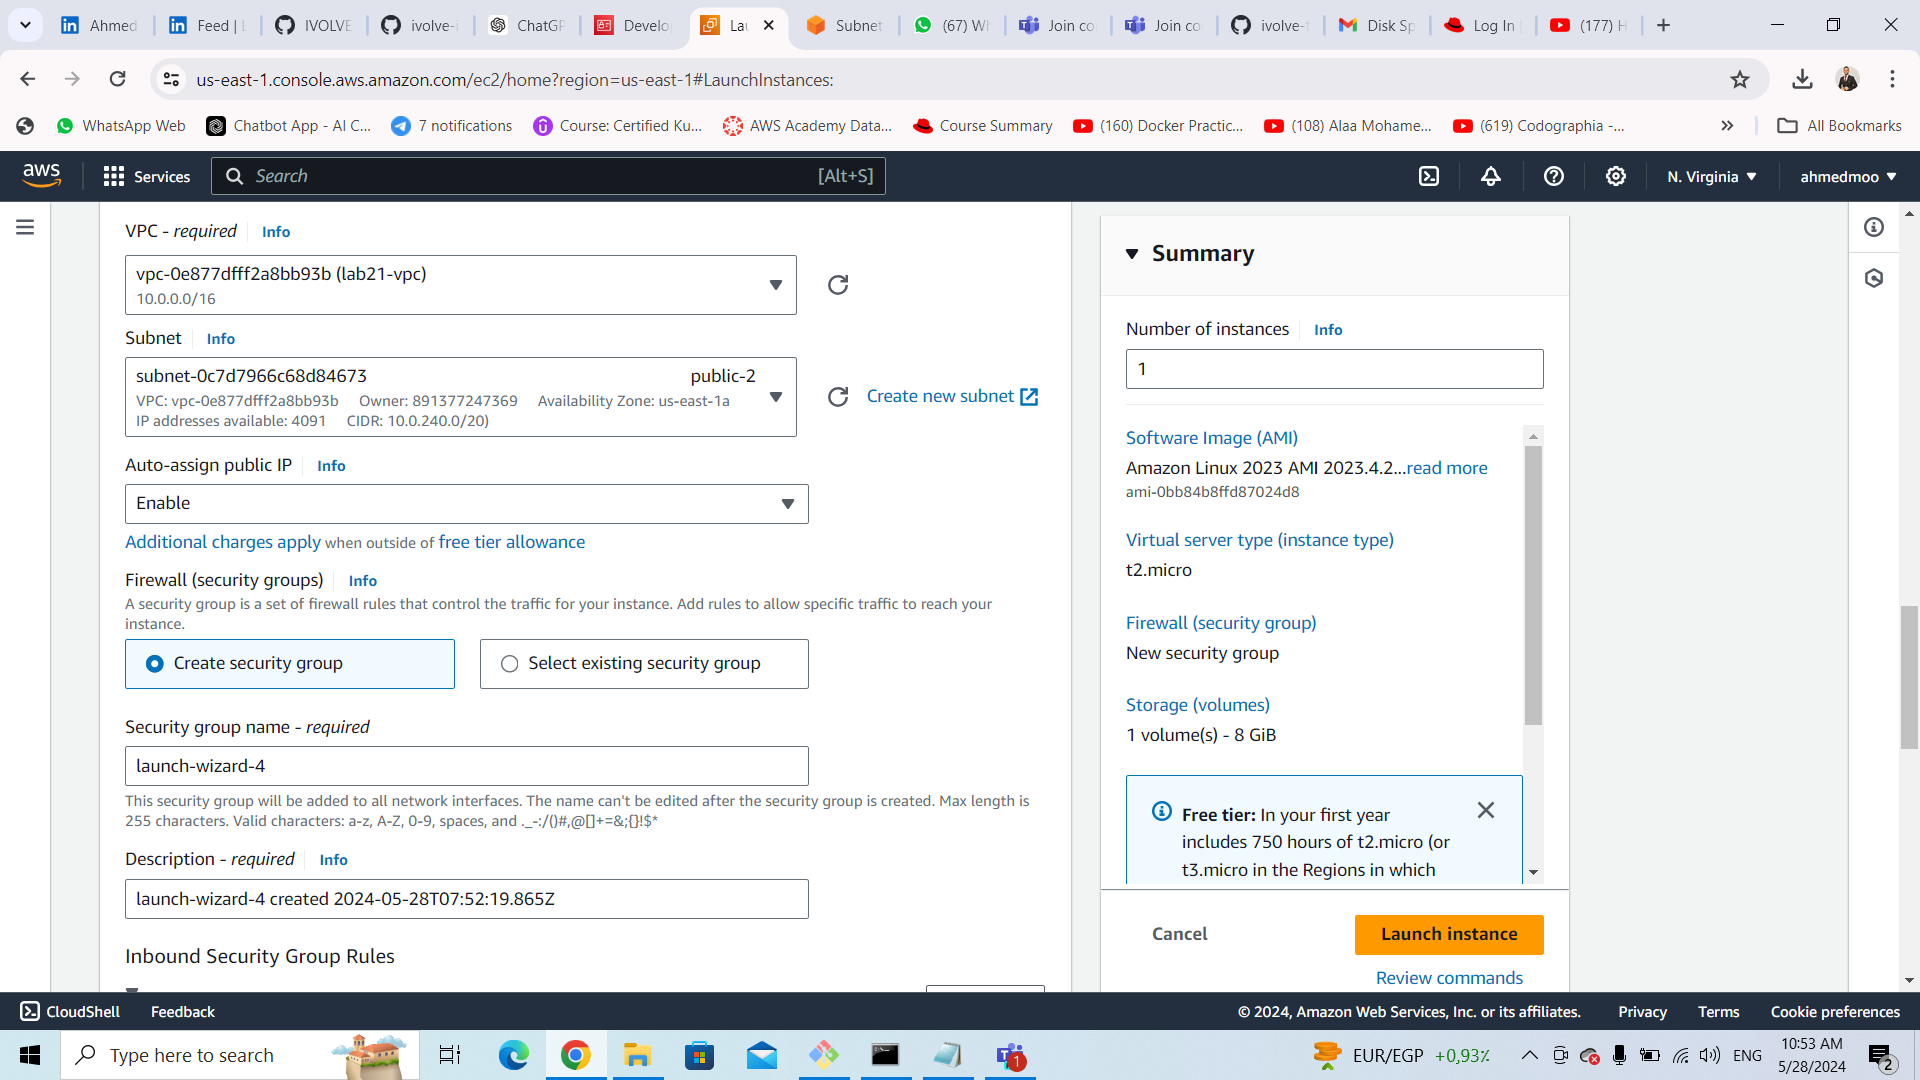 Ahmed
Feed | L
IVOLVE
ivolve-i
ChatGP
Develo
Lau
Subnet
(67) Wh
Join co
Join co
ivolve-t
Disk Sp
Log In
(177) H
us-east-1.console.aws.amazon.com/ec2/home?region=us-east-1#LaunchInstances:
WhatsApp Web
Chatbot App - AI C...
7 notifications
Course: Certified Ku...
AWS Academy Data...
Course Summary
(160) Docker Practic...
(108) Alaa Mohame...
(619) Codographia -...
All Bookmarks
aws
Services
Search
[Alt+S]
N. Virginia
ahmedmoo
VPC - required
Info
vpc-0e877dfff2a8bb93b (lab21-vpc)
10.0.0.0/16
Subnet
Info
subnet-0c7d7966c68d84673 public-2
VPC: vpc-0e877dfff2a8bb93b Owner: 891377247369 Availability Zone: us-east-1a
IP addresses available: 4091 CIDR: 10.0.240.0/20)
Create new subnet
Auto-assign public IP
Info
Enable
Additional charges apply when outside of free tier allowance
Firewall (security groups)
Info
A security group is a set of firewall rules that control the traffic for your instance. Add rules to allow specific traffic to reach your
instance.
Create security group
Select existing security group
Security group name - required
launch-wizard-4
This security group will be added to all network interfaces. The name can't be edited after the security group is created. Max length is
255 characters. Valid characters: a-z, A-Z, 0-9, spaces, and ._-:/()#,@[]+=&;{}!$*
Description - required
Info
launch-wizard-4 created 2024-05-28T07:52:19.865Z
Inbound Security Group Rules
Summary
Number of instances
Info
1
Software Image (AMI)
Amazon Linux 2023 AMI 2023.4.2...read more
ami-0bb84b8ffd87024d8
Virtual server type (instance type)
t2.micro
Firewall (security group)
New security group
Storage (volumes)
1 volume(s) - 8 GiB
Free tier: In your first year
includes 750 hours of t2.micro (or
t3.micro in the Regions in which
Cancel
Launch instance
Review commands
CloudShell
Feedback
© 2024, Amazon Web Services, Inc. or its affiliates.
Privacy
Terms
Cookie preferences
Type here to search
1
EUR/EGP +0,93%
ENG
10:53 AM
5/28/2024
2